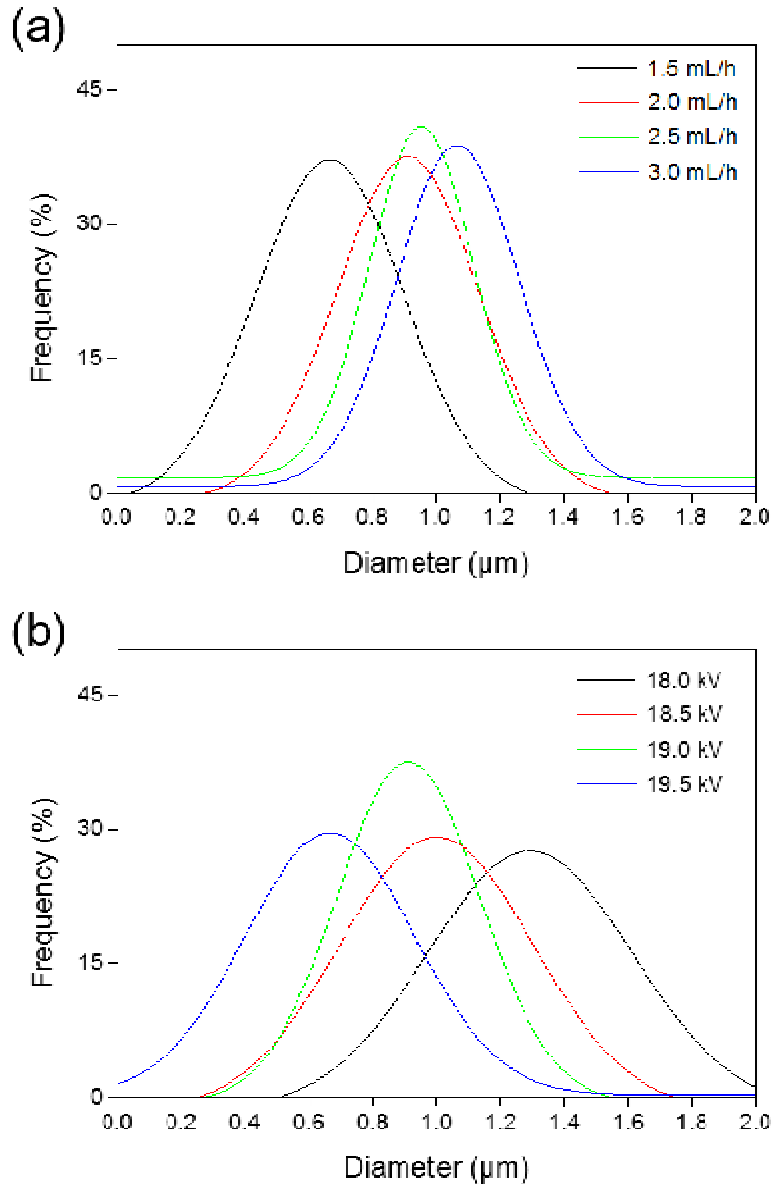 (a)
1.5 mL/h
2.0 mL/h
2.5 mL/h
3.0 mL/h
45
30
15
0
Frequency (%)
0.0 0.2 0.4 0.6 0.8 1.0 1.2 1.4 1.6 1.8 2.0
Diameter (µm)
(b)
18.0 kV
18.5 kV
19.0 kV
19.5 kV
45
30
15
0
Frequency (%)
0.0 0.2 0.4 0.6 0.8 1.0 1.2 1.4 1.6 1.8 2.0
Diameter (µm)